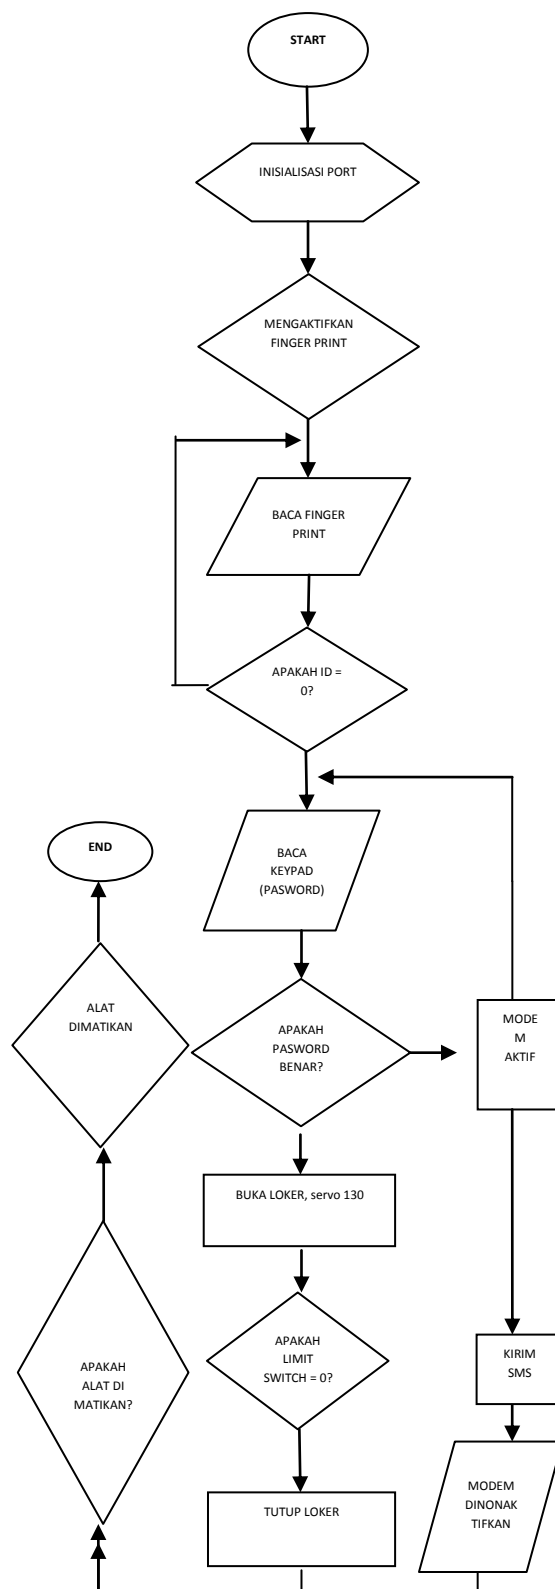 START
INISIALISASI PORT
MENGAKTIFKAN
FINGER PRINT
BACA FINGER
PRINT
APAKAH ID =
0?
BACA
KEYPAD
(PASWORD)
END
ALAT
DIMATIKAN
APAKAH
PASWORD
BENAR?
MODE
M
AKTIF
BUKA LOKER, servo 130
APAKAH
LIMIT
SWITCH = 0?
APAKAH
ALAT DI
MATIKAN?
KIRIM
SMS
TUTUP LOKER
MODEM
DINONAK
TIFKAN